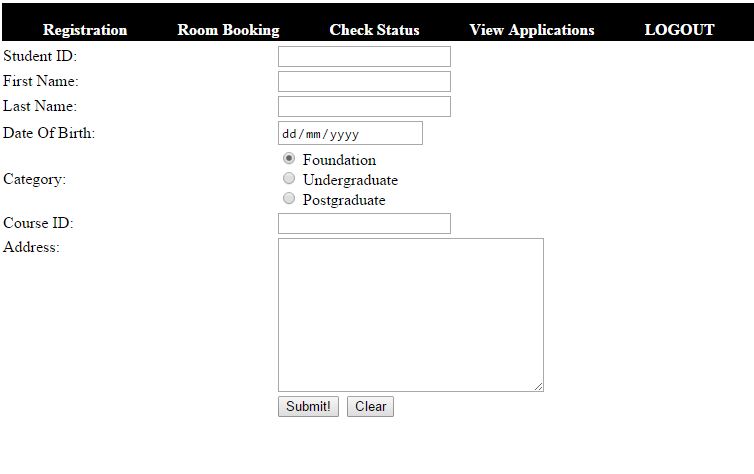 Registration Room Booking Check Status View Applications LOGOUT
Student ID:
First Name:
Last Name:
Date Of Birth: dd/mm/yyyy
Category: Foundation
Undergraduate
Postgraduate
Course ID:
Address:
Submit! Clear